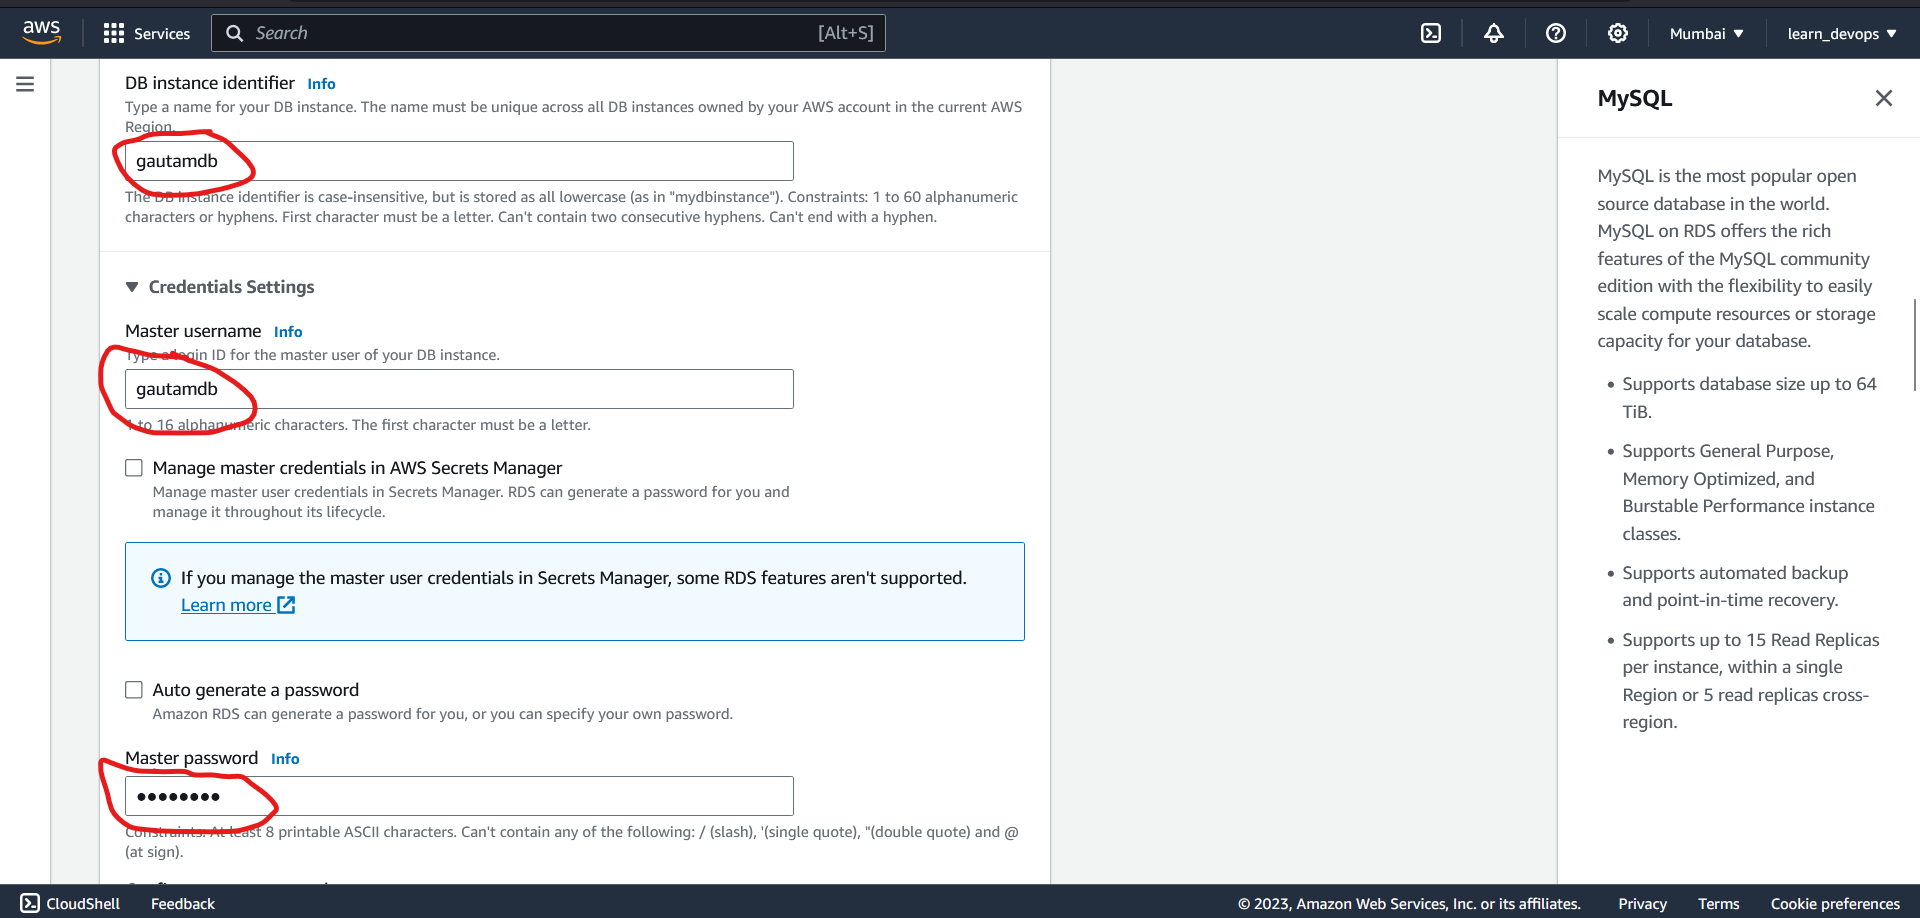 aws
Services
Search
[Alt+S]
Mumbai
learn_devops
DB instance identifier Info
Type a name for your DB instance. The name must be unique across all DB instances owned by your AWS account in the current AWS
Region.
gautamdb
The DB instance identifier is case-insensitive, but is stored as all lowercase (as in "mydbinstance"). Constraints: 1 to 60 alphanumeric
characters or hyphens. First character must be a letter. Can't contain two consecutive hyphens. Can't end with a hyphen.
Credentials Settings
Master username Info
Type a login ID for the master user of your DB instance.
gautamdb
1 to 16 alphanumeric characters. The first character must be a letter.
Manage master credentials in AWS Secrets Manager
Manage master user credentials in Secrets Manager. RDS can generate a password for you and
manage it throughout its lifecycle.
If you manage the master user credentials in Secrets Manager, some RDS features aren't supported.
Learn more
Auto generate a password
Amazon RDS can generate a password for you, or you can specify your own password.
Master password Info
••••••••
Constraints: At least 8 printable ASCII characters. Can't contain any of the following: / (slash), '(single quote), "(double quote) and @
(at sign).
MySQL
MySQL is the most popular open
source database in the world.
MySQL on RDS offers the rich
features of the MySQL community
edition with the flexibility to easily
scale compute resources or storage
capacity for your database.
• Supports database size up to 64
TiB.
• Supports General Purpose,
Memory Optimized, and
Burstable Performance instance
classes.
• Supports automated backup
and point-in-time recovery.
• Supports up to 15 Read Replicas
per instance, within a single
Region or 5 read replicas cross-
region.
CloudShell
Feedback
© 2023, Amazon Web Services, Inc. or its affiliates.
Privacy
Terms
Cookie preferences